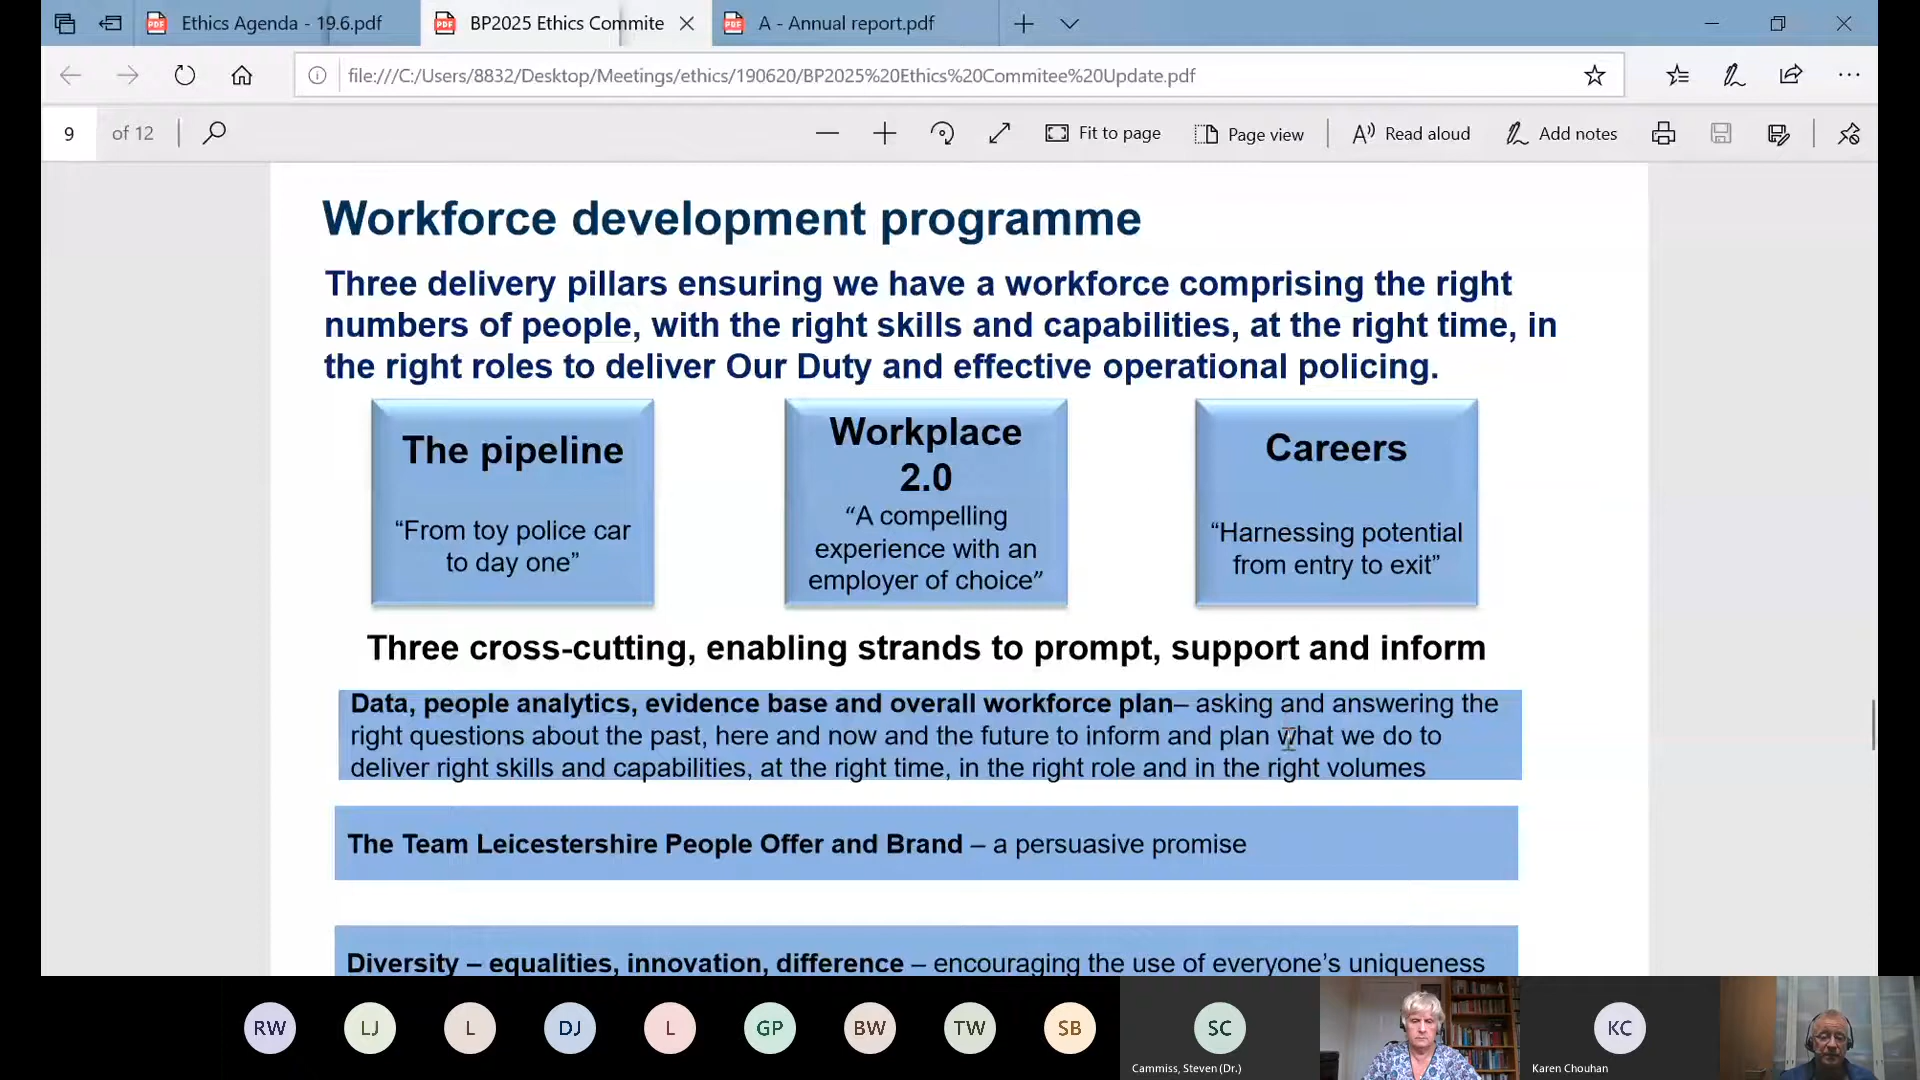 Ethics Agenda - 19.6.pdf
BP2025 Ethics Commite
A - Annual report.pdf
file:///C:/Users/8832/Desktop/Meetings/ethics/190620/BP2025%20Ethics%20Commitee%20Update.pdf
9 of 12
Fit to page
Page view
Read aloud
Add notes
Workforce development programme
Three delivery pillars ensuring we have a workforce comprising the right
numbers of people, with the right skills and capabilities, at the right time, in
the right roles to deliver Our Duty and effective operational policing.
The pipeline
“From toy police car
to day one”
Workplace
2.0
“A compelling
experience with an
employer of choice”
Careers
“Harnessing potential
from entry to exit”
Three cross-cutting, enabling strands to prompt, support and inform
Data, people analytics, evidence base and overall workforce plan– asking and answering the
right questions about the past, here and now and the future to inform and plan what we do to
deliver right skills and capabilities, at the right time, in the right role and in the right volumes
The Team Leicestershire People Offer and Brand – a persuasive promise
Diversity – equalities, innovation, difference – encouraging the use of everyone’s uniqueness
RW LJ L DJ L GP BW TW SB SC KC
Cammiss, Steven (Dr.)
Karen Chouhan